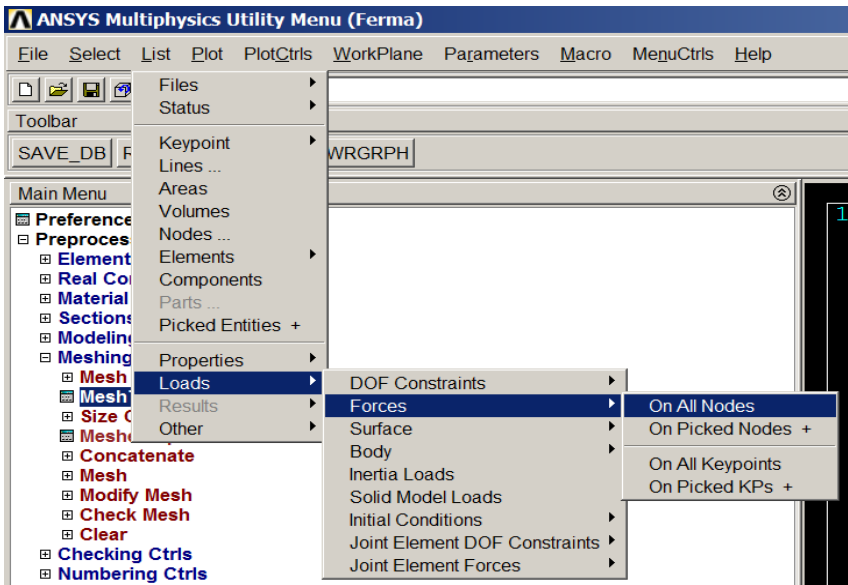 ANSYS Multiphysics Utility Menu (Ferma)
File Select List Plot PlotCtrls WorkPlane Parameters Macro MenuCtrls Help
Toolbar
SAVE_DB
WRGRPH
Main Menu
Preference
Preproces
Element
Real Co
Material
Sections
Modeling
Meshing
Mesh
Mesh
Size
Meshe
Concatenate
Mesh
Modify Mesh
Check Mesh
Clear
Checking Ctrls
Numbering Ctrls
Files
Status
Keypoint
Lines ...
Areas
Volumes
Nodes ...
Elements
Components
Parts ...
Picked Entities +
Properties
Loads
Results
Other
DOF Constraints
Forces
Surface
Body
Inertia Loads
Solid Model Loads
Initial Conditions
Joint Element DOF Constraints
Joint Element Forces
On All Nodes
On Picked Nodes +
On All Keypoints
On Picked KPs +
1